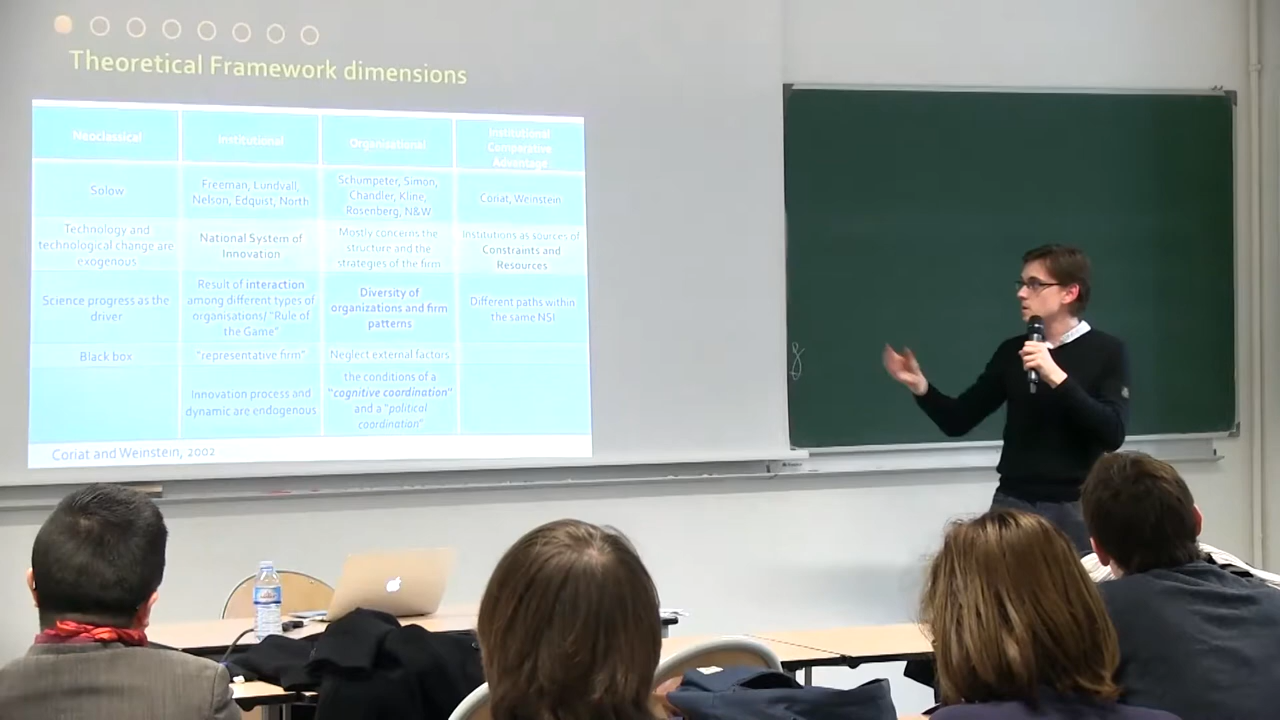 Theoretical Framework dimensions
Neoclassical
Institutional
Organisational
Institutional
Comparative
Advantage
Solow
Freeman, Lundvall,
Nelson, Edquist, North
Schumpeter, Simon,
Chandler, Kline,
Rosenberg, N&W
Coriat, Weinstein
Technology and
technological change are
exogenous
National System of
Innovation
Mostly concerns the
structure and the
strategies of the firm
Institutions as sources of
Constraints and
Resources
Science progress as the
driver
Result of interaction
among different types of
organisations/ "Rule of
the Game"
Diversity of
organizations and firm
patterns
Different paths within
the same NSI
Black box
"representative firm"
Neglect external factors
Innovation process and
dynamic are endogenous
the conditions of a
"cognitive coordination"
and a "political
coordination"
Coriat and Weinstein, 2002